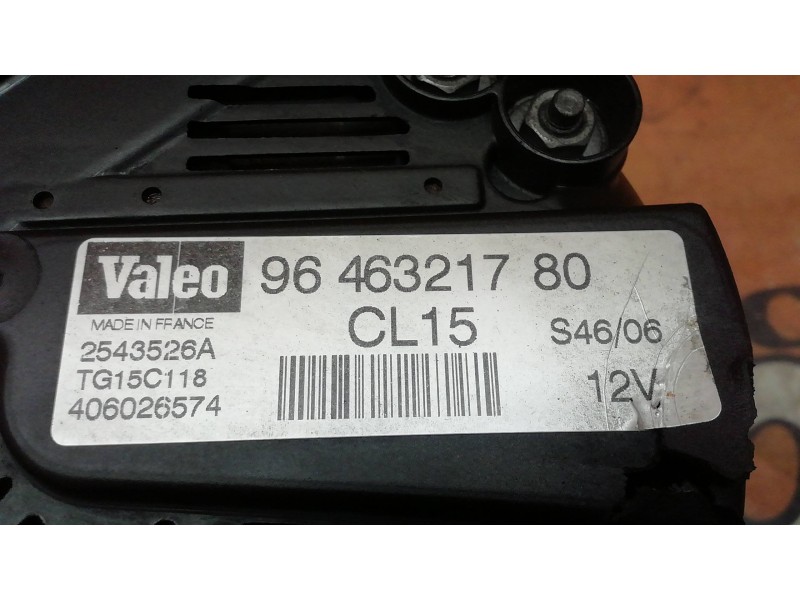 Valeo 96 463217 80
MADE IN FRANCE CL15 S46/06
2543526A
TG15C118 12V
406026574